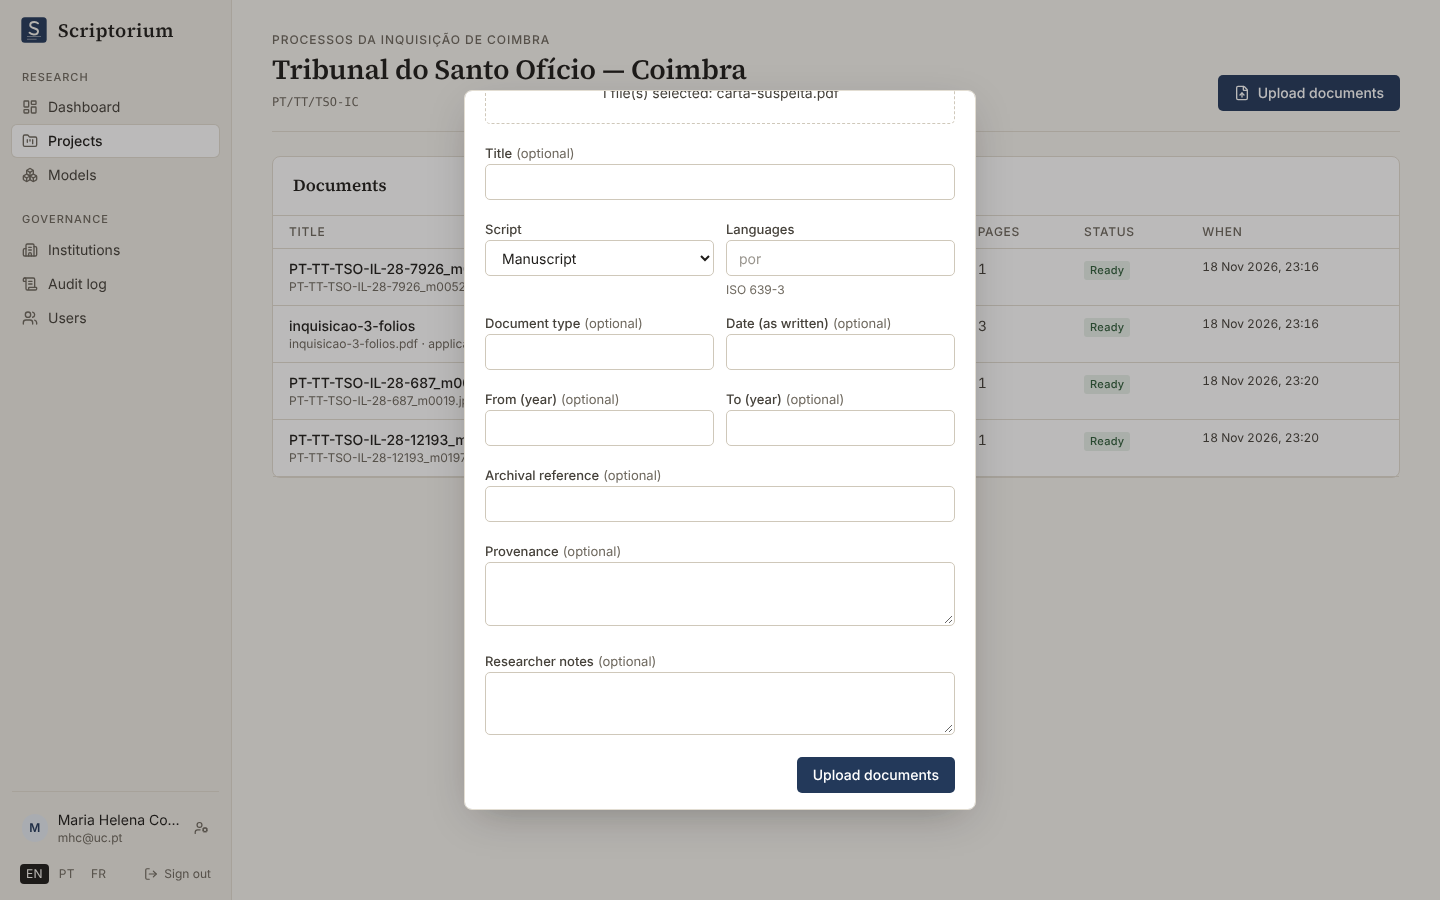 Scriptorium
RESEARCH
Dashboard
Projects
Models
GOVERNANCE
Institutions
Audit log
Users
M
Maria Helena Co...
mhc@uc.pt
EN PT FR Sign out
PROCESSOS DA INQUISIÇÃO DE COIMBRA
Tribunal do Santo Ofício — Coimbra
PT/TT/TSO-IC
Upload documents
Documents
TITLE PAGES STATUS WHEN
PT-TT-TSO-IL-28-7926_m 1 Ready 18 Nov 2026, 23:16
PT-TT-TSO-IL-28-7926_m0052
inquisicao-3-folios 3 Ready 18 Nov 2026, 23:16
inquisicao-3-folios.pdf · applic
PT-TT-TSO-IL-28-687_m0 1 Ready 18 Nov 2026, 23:20
PT-TT-TSO-IL-28-687_m0019.j
PT-TT-TSO-IL-28-12193_m 1 Ready 18 Nov 2026, 23:20
PT-TT-TSO-IL-28-12193_m0197
1 file(s) selected: carta-suspeita.pdf
Title (optional)
Script Languages
Manuscript por
ISO 639-3
Document type (optional) Date (as written) (optional)
From (year) (optional) To (year) (optional)
Archival reference (optional)
Provenance (optional)
Researcher notes (optional)
Upload documents